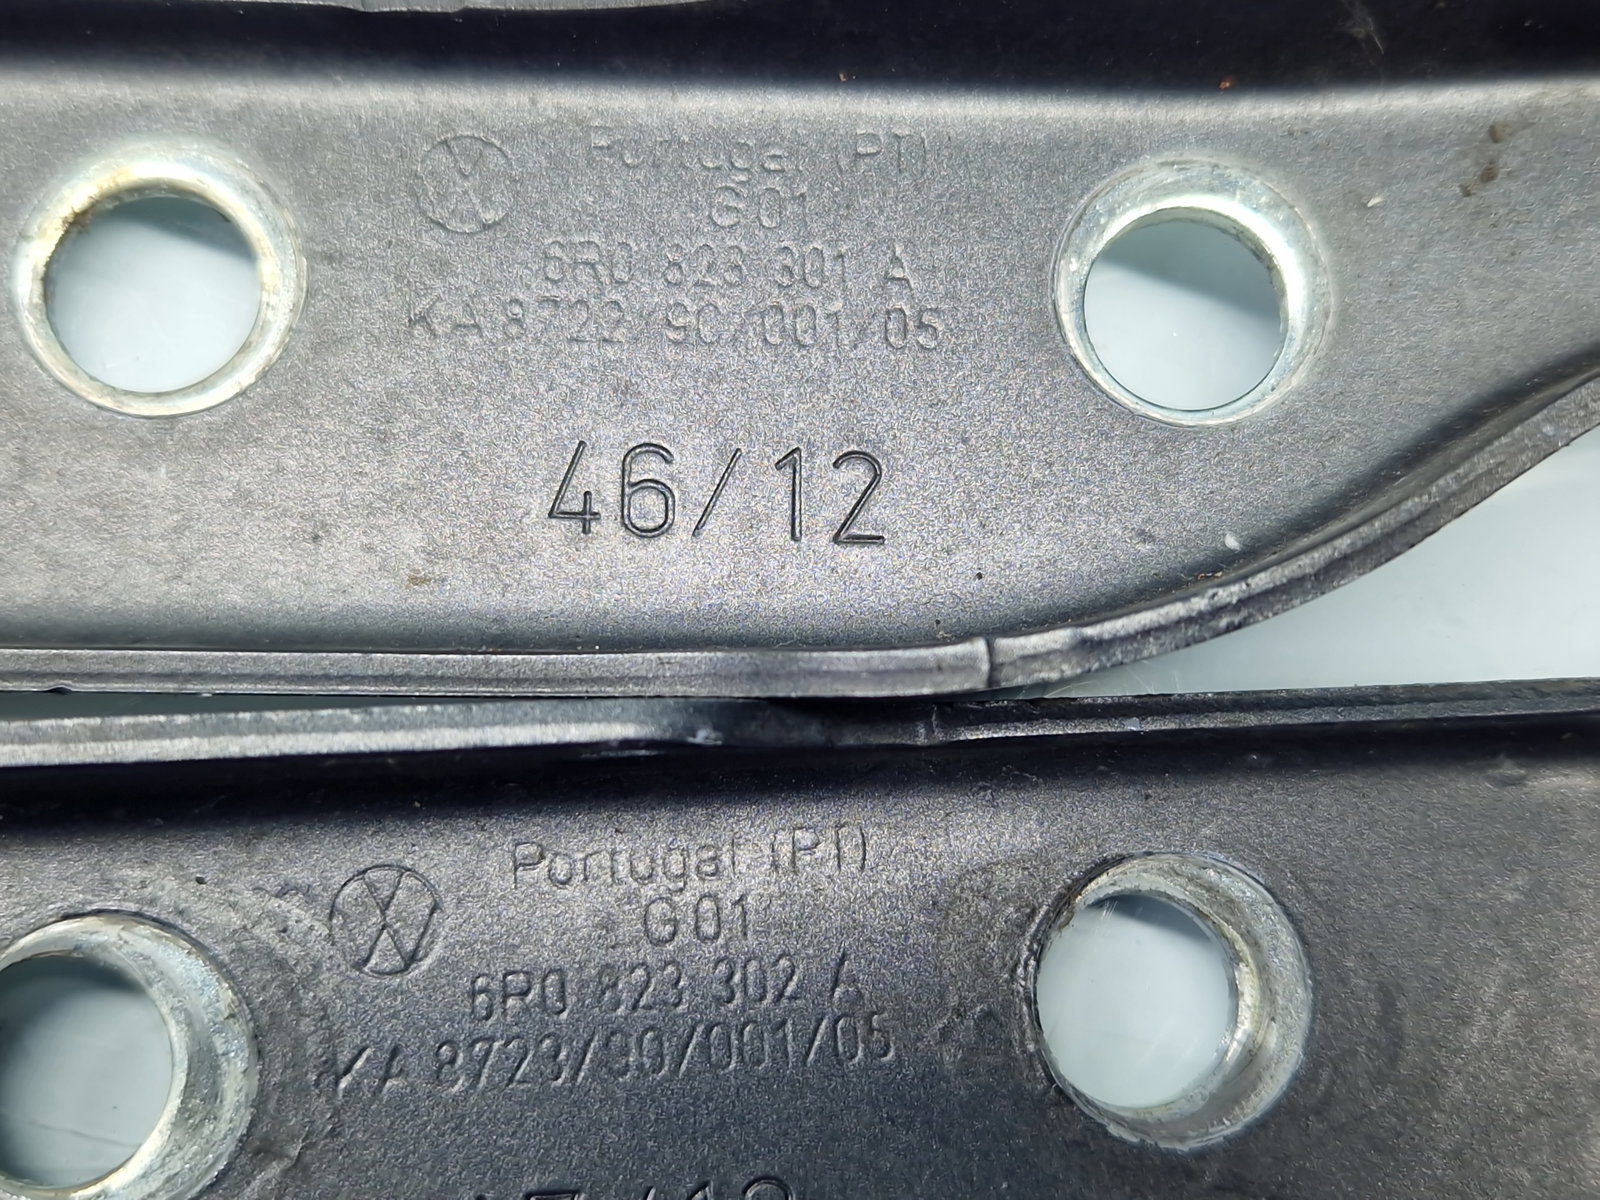 Portugal (PT)
G01
6R0 823 301 A
KA 8722/90/001/05
46/12
Portugal (PT)
G01
6R0 823 302 A
KA 8723/90/001/05